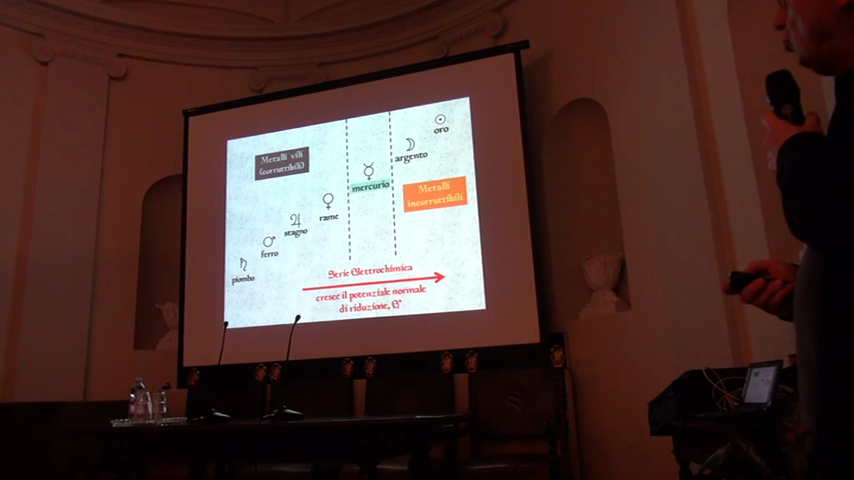 Metalli vili
(corruttibili)
piombo
ferro
stagno
rame
mercurio
argento
oro
Metalli
incorruttibili
Serie Elettrochimica
cresce il potenziale normale
di riduzione, E°